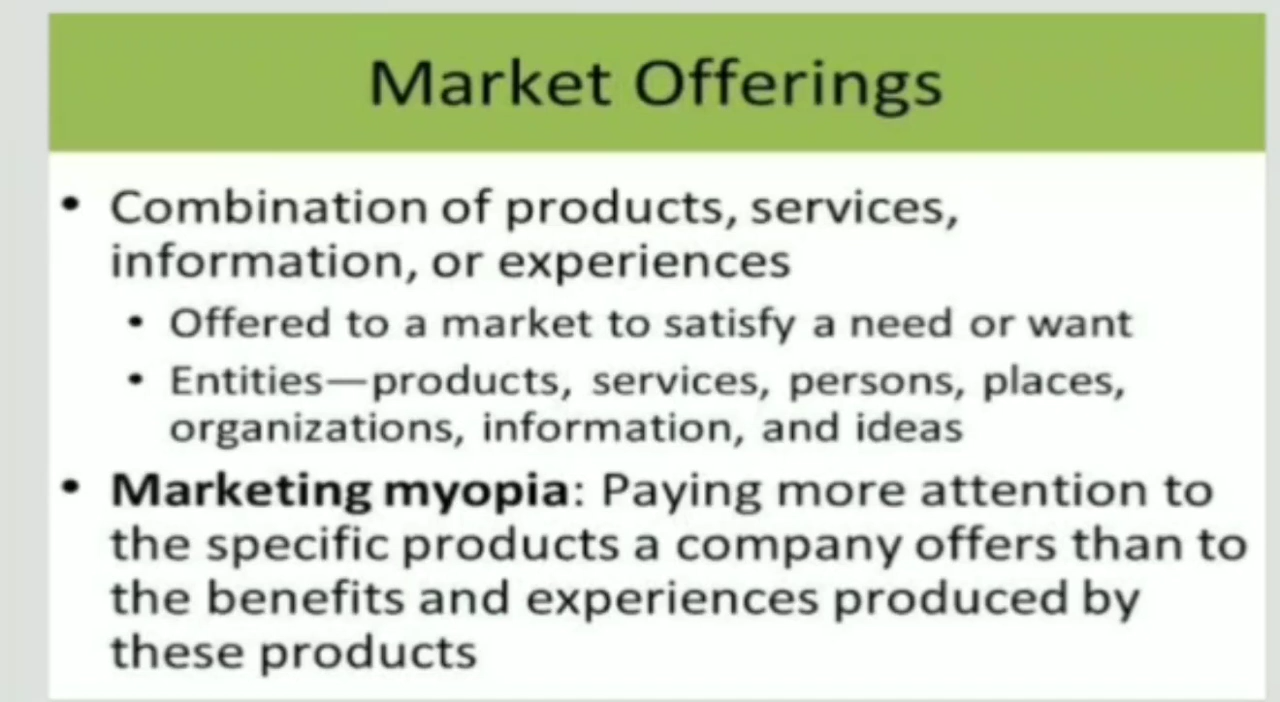 Market Offerings
• Combination of products, services,
information, or experiences
• Offered to a market to satisfy a need or want
• Entities—products, services, persons, places,
organizations, information, and ideas
• Marketing myopia: Paying more attention to
the specific products a company offers than to
the benefits and experiences produced by
these products